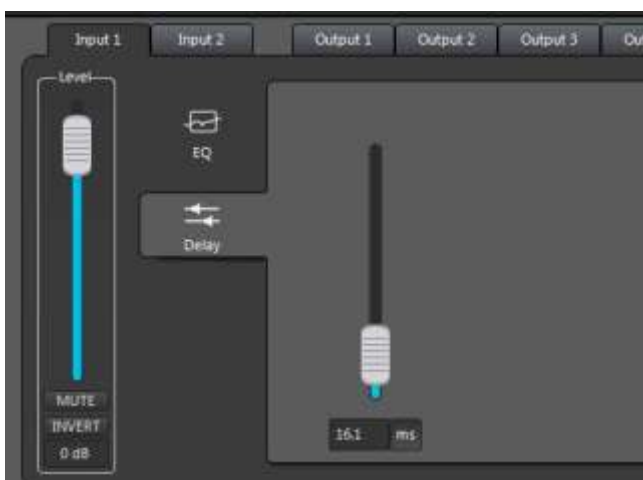 Input 1 Input 2 Output 1 Output 2 Output 3
Level
EQ
Delay
MUTE
INVERT
0 dB
16.1 ms